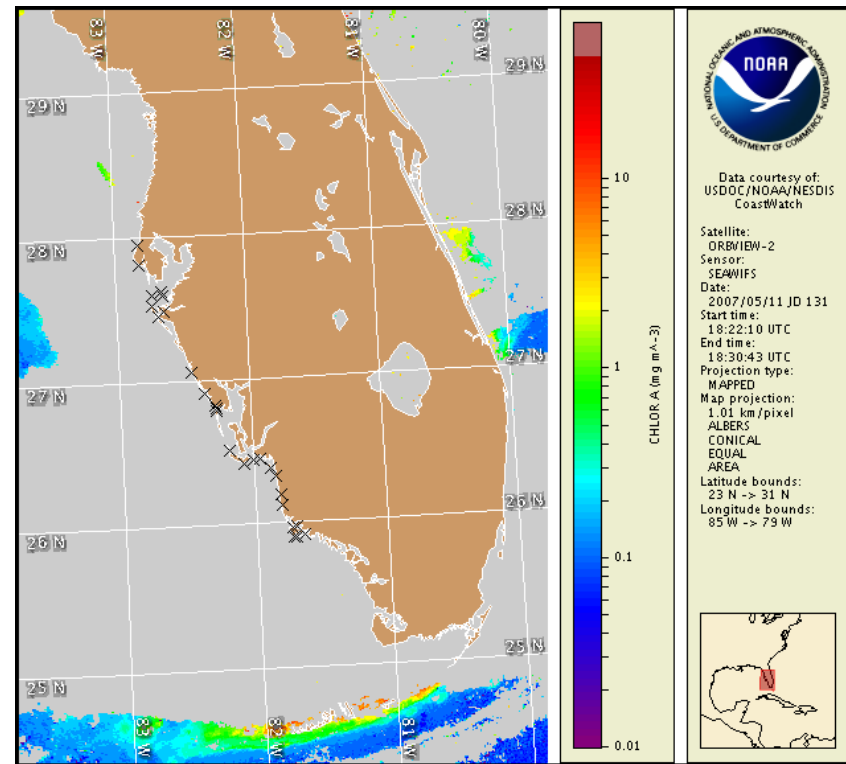 83 W
82 W
81 W
80 W
29 N
29 N
28 N
28 N
27 N
27 N
26 N
26 N
25 N
25 N
83 W
82 W
81 W
10
1
0.1
0.01
CHLOR A (mg m^-3)
NATIONAL OCEANIC AND ATMOSPHERIC ADMINISTRATION
NOAA
U.S. DEPARTMENT OF COMMERCE
Data courtesy of:
USDOC/NOAA/NESDIS
CoastWatch
Satellite:
ORBVIEW-2
Sensor:
SEAWIFS
Date:
2007/05/11 JD 131
Start time:
18:22:10 UTC
End time:
18:30:43 UTC
Projection type:
MAPPED
Map projection:
1.01 km/pixel
ALBERS
CONICAL
EQUAL
AREA
Latitude bounds:
23 N -> 31 N
Longitude bounds:
85 W -> 79 W